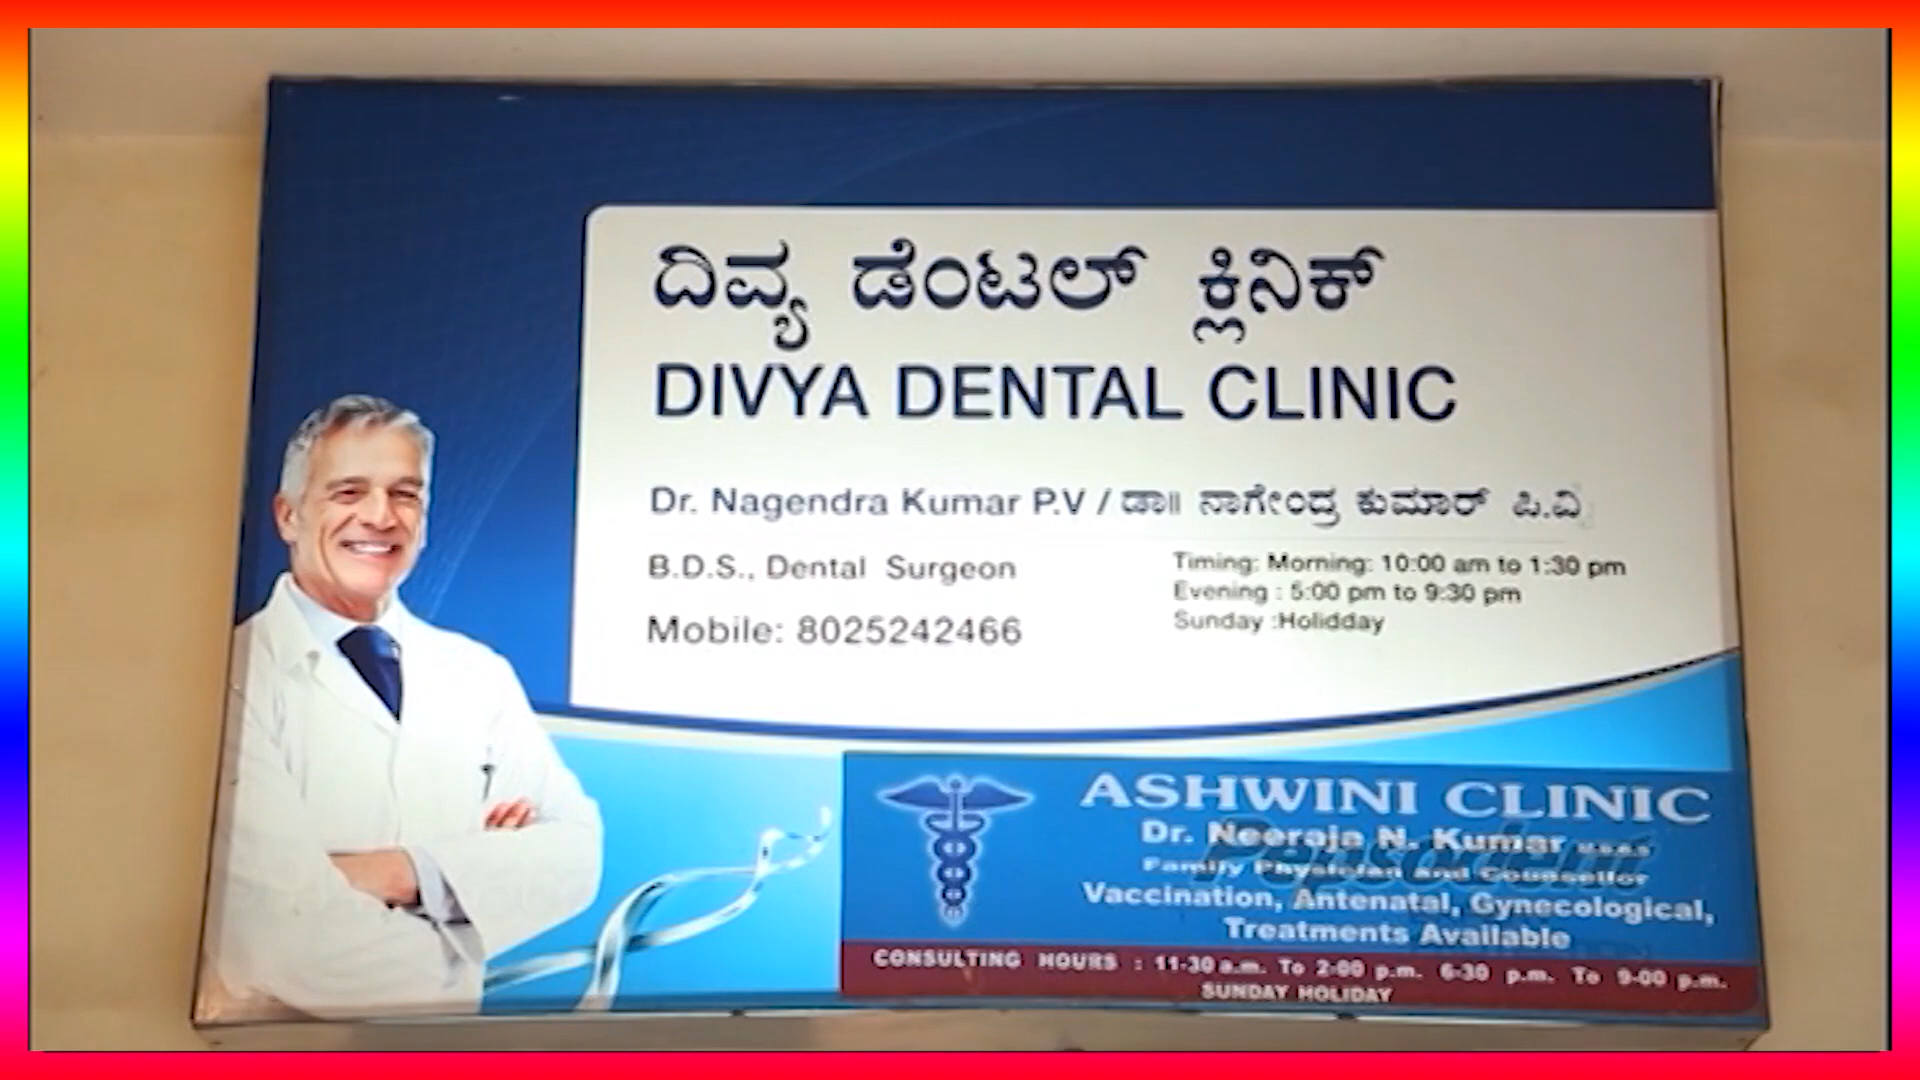 ದಿವ್ಯ ಡೆಂಟಲ್ ಕ್ಲಿನಿಕ್
DIVYA DENTAL CLINIC
Dr. Nagendra Kumar P.V / ಡಾ॥ ನಾಗೇಂದ್ರ ಕುಮಾರ್ ಪಿ.ವಿ
B.D.S., Dental Surgeon
Mobile: 8025242466
Timing: Morning: 10:00 am to 1:30 pm
Evening : 5:00 pm to 9:30 pm
Sunday :Holidday
ASHWINI CLINIC
Dr. Neeraja N. Kumar
Family Physician and Counsellor
Vaccination, Antenatal, Gynecological,
Treatments Available
Pepsodent
CONSULTING HOURS : 11-30 a.m. To 2-00 p.m. 6-30 p.m. To 9-00 p.m.
SUNDAY HOLIDAY